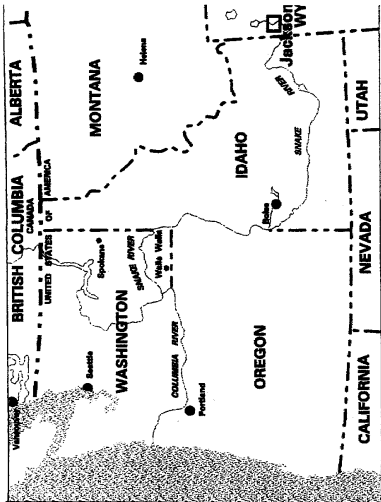 BRITISH COLUMBIA
ALBERTA
CANADA
UNITED STATES OF AMERICA
Vancouver
Seattle
Spokane
WASHINGTON
SNAKE RIVER
Walla Walla
COLUMBIA RIVER
Portland
OREGON
MONTANA
Helena
IDAHO
Boise
SNAKE RIVER
Jackson
WY
CALIFORNIA
NEVADA
UTAH